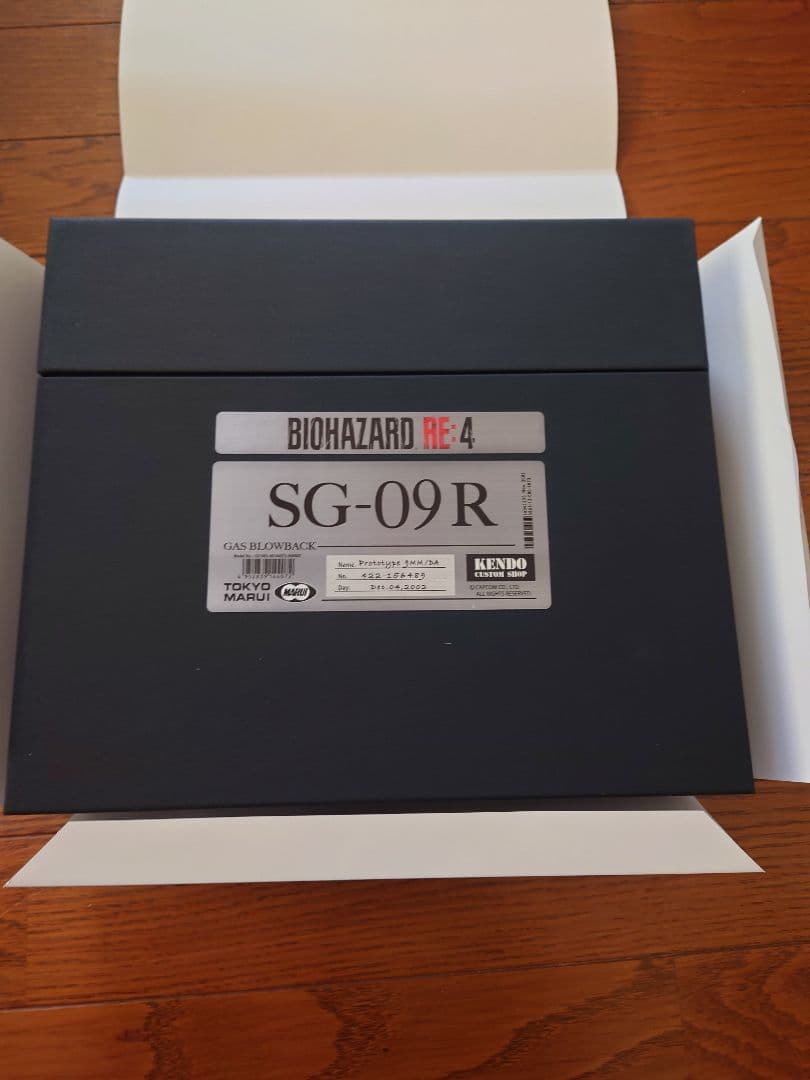 BIOHAZARD RE:4
SG-09 R
GAS BLOWBACK
Name. Prototype 9MM/DA
No. 422-156489
Day. Dec.04,2002
TOKYO
MARUI
MARUI
KENDO
CUSTOM SHOP
© CAPCOM CO., LTD.
ALL RIGHTS RESERVED.